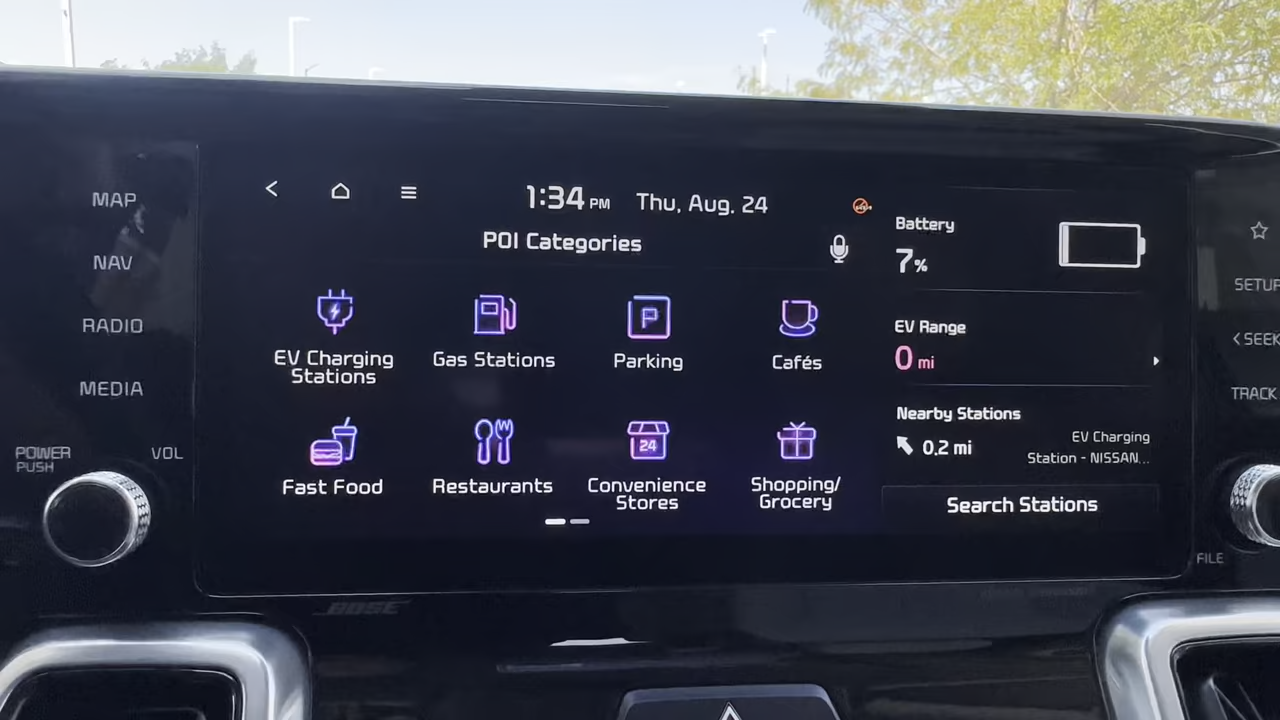 MAP
NAV
RADIO
MEDIA
POWER
PUSH
VOL
1:34 PM
Thu, Aug. 24
POI Categories
EV Charging
Stations
Gas Stations
Parking
Cafés
Fast Food
Restaurants
24
Convenience
Stores
Shopping/
Grocery
Battery
7%
EV Range
0 mi
Nearby Stations
0.2 mi
EV Charging
Station - NISSAN...
Search Stations
SETUP
< SEEK
TRACK
FILE
BOSE